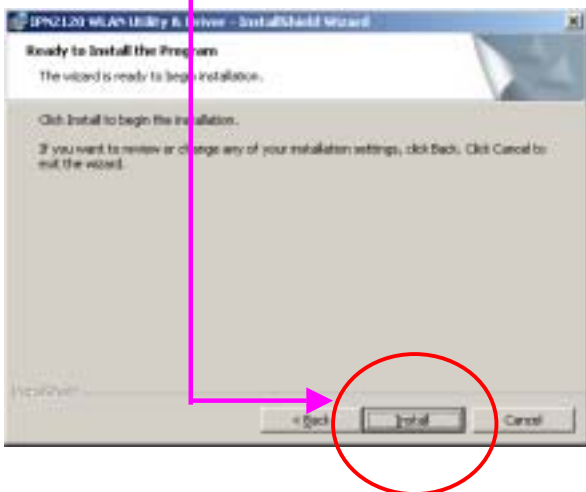 IPN2120 WLAN Utility & Driver - InstallShield Wizard
Ready to Install the Program
The wizard is ready to begin installation.
Click Install to begin the installation.
If you want to review or change any of your installation settings, click Back. Click Cancel to
exit the wizard.
InstallShield
< Back
Install
Cancel